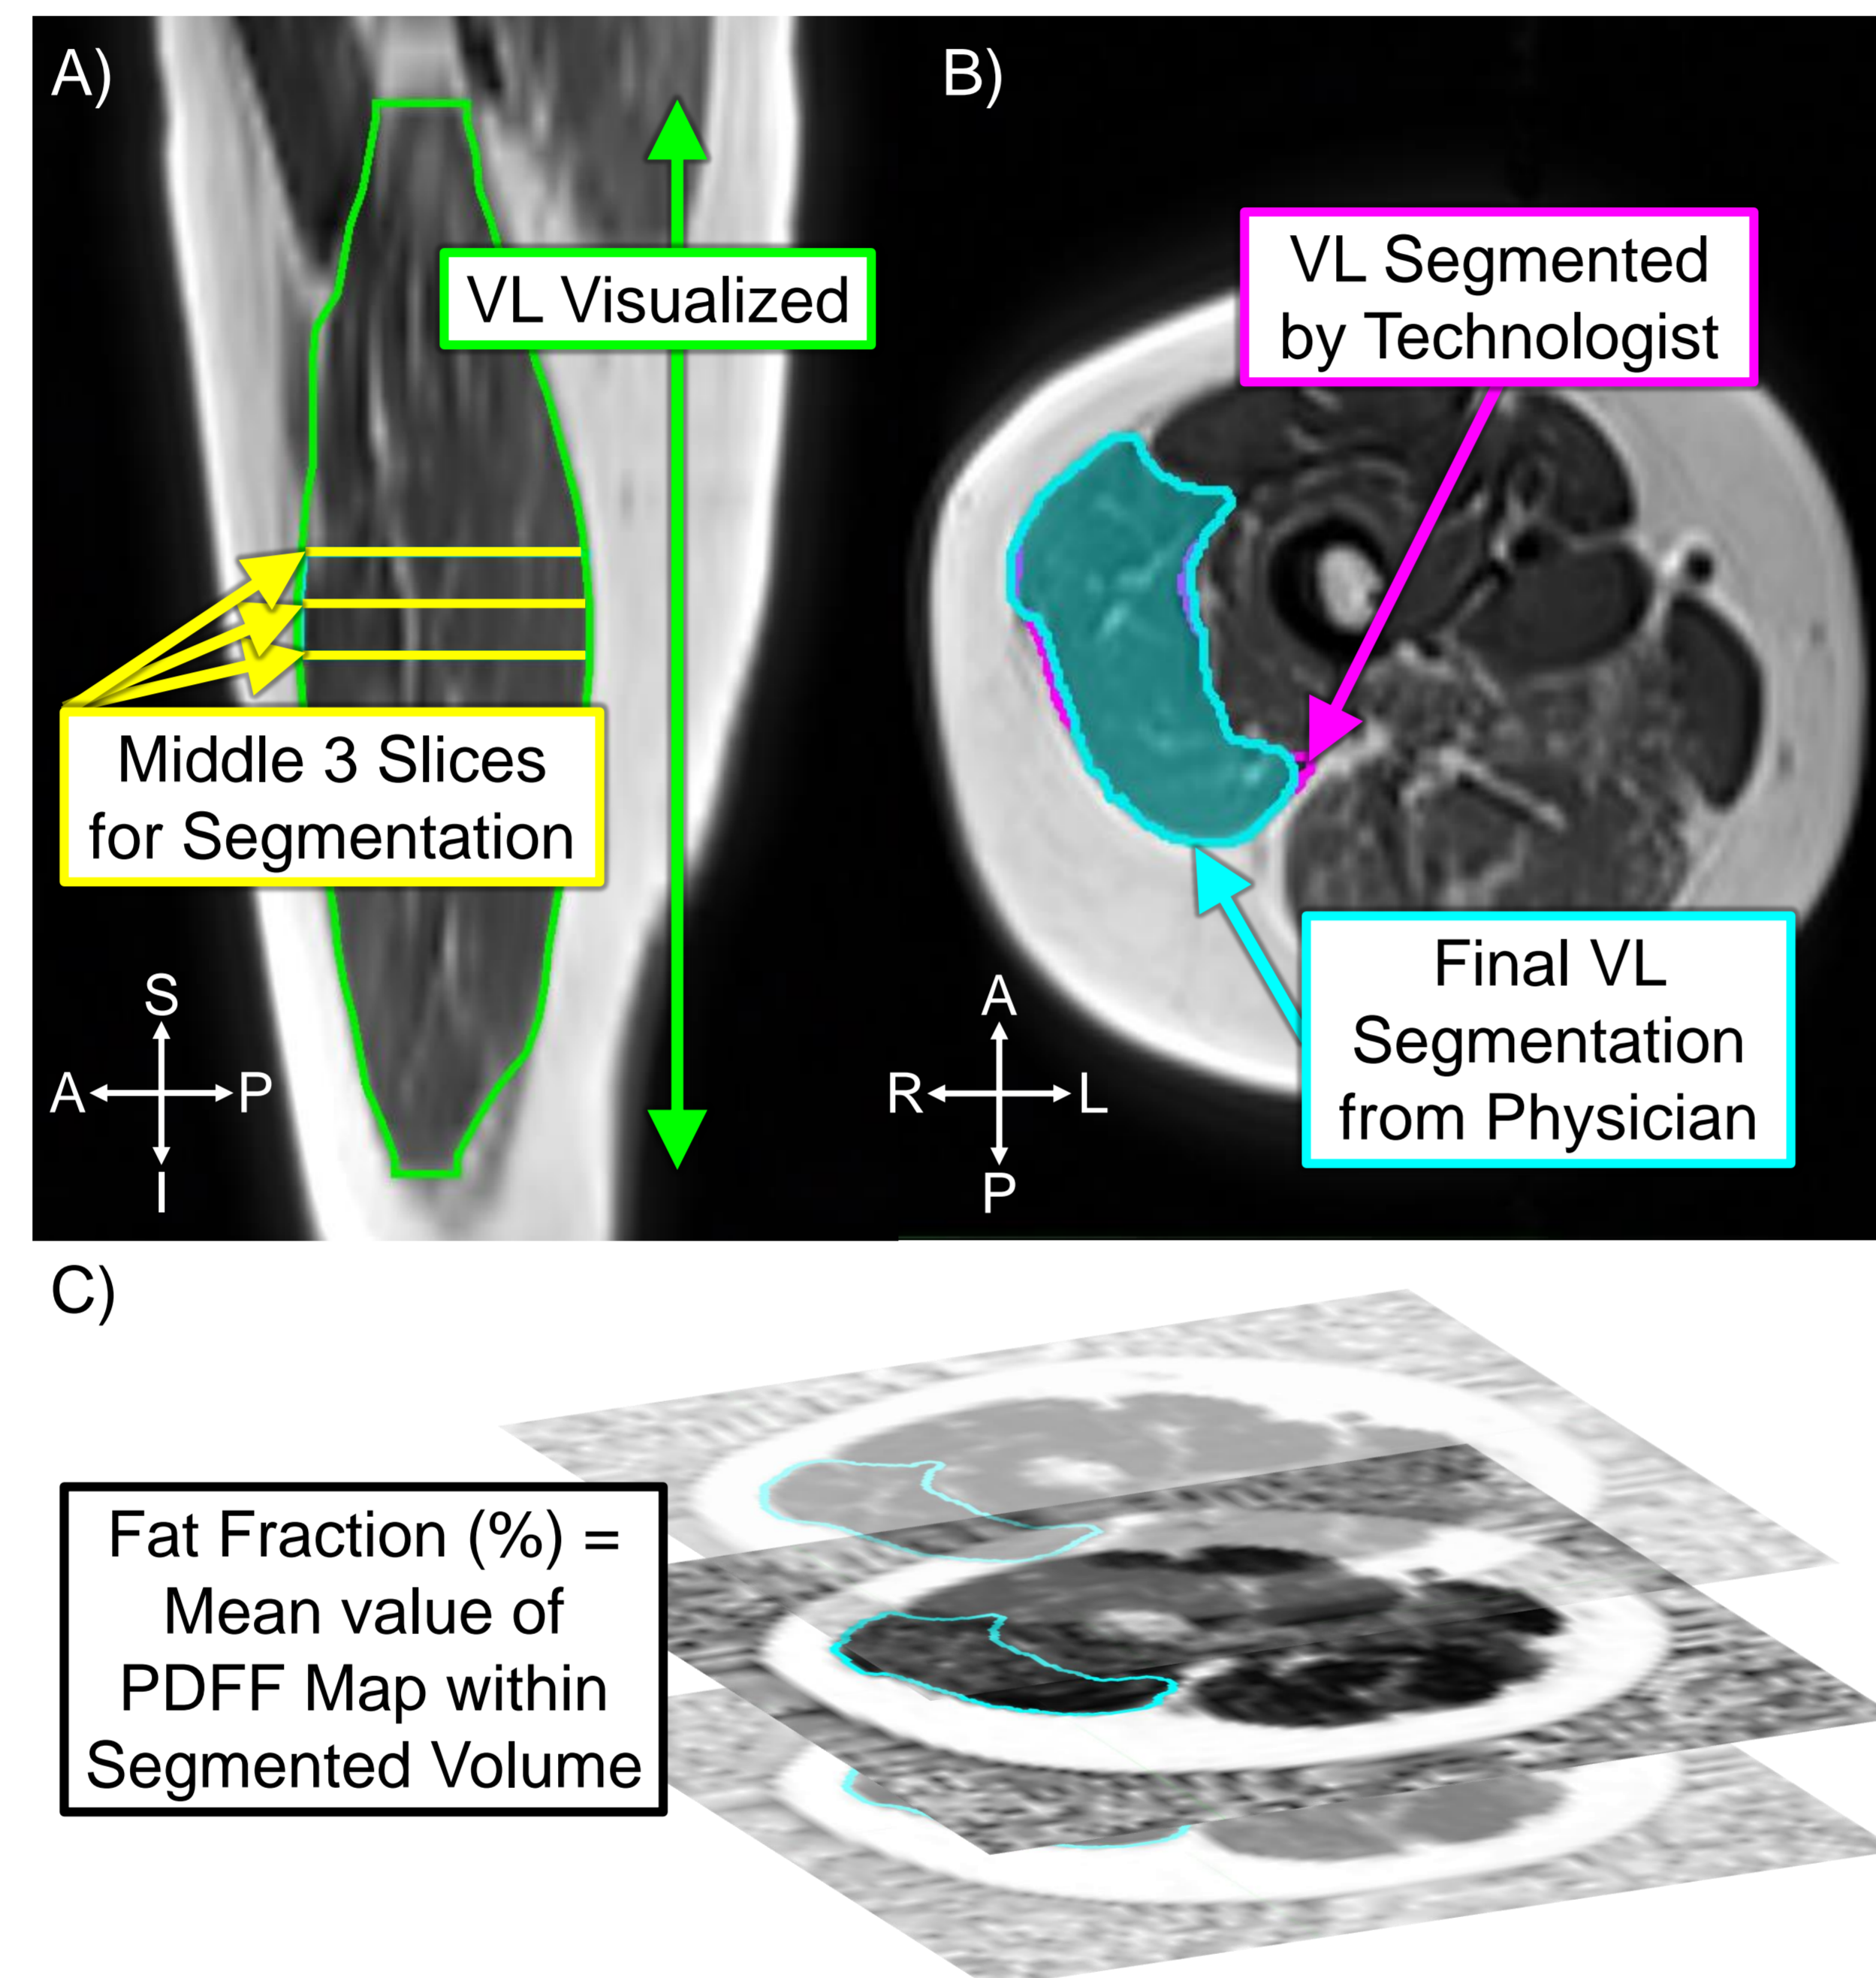 A)
VL Visualized
Middle 3 Slices
for Segmentation
S
A
P
I
B)
VL Segmented
by Technologist
Final VL
Segmentation
from Physician
A
R
L
P
C)
Fat Fraction (%) =
Mean value of
PDFF Map within
Segmented Volume